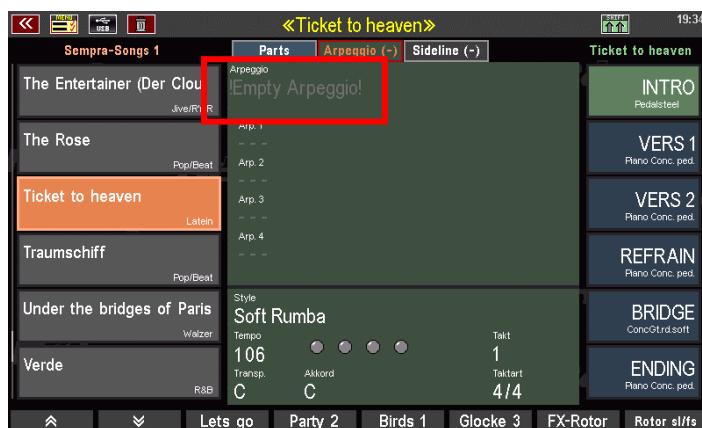 MENU
USB
«Ticket to heaven»
SHIFT
19:34
Sempra-Songs 1
Parts
Arpeggio (-)
Sideline (-)
Ticket to heaven
The Entertainer (Der Clou
Jive/R'n'R
The Rose
Pop/Beat
Ticket to heaven
Latein
Traumschiff
Pop/Beat
Under the bridges of Paris
Walzer
Verde
R&B
Arpeggio
!Empty Arpeggio!
Arp. 1
- - -
Arp. 2
- - -
Arp. 3
- - -
Arp. 4
- - -
Style
Soft Rumba
Tempo
106
Takt
1
Transp.
C
Akkord
C
Taktart
4/4
INTRO
Pedalsteel
VERS 1
Piano Conc. ped.
VERS 2
Piano Conc. ped.
REFRAIN
Piano Conc. ped.
BRIDGE
ConcGt.rd.soft
ENDING
Piano Conc. ped.
Lets go
Party 2
Birds 1
Glocke 3
FX-Rotor
Rotor sl/fs